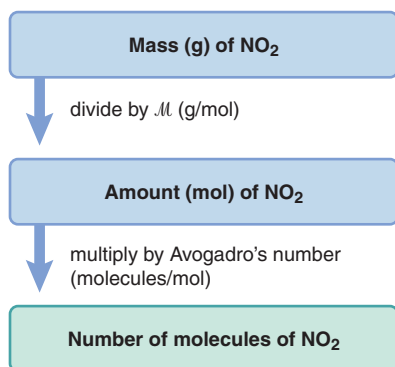 Mass (g) of NO₂
divide by ℳ (g/mol)
Amount (mol) of NO₂
multiply by Avogadro’s number
(molecules/mol)
Number of molecules of NO₂